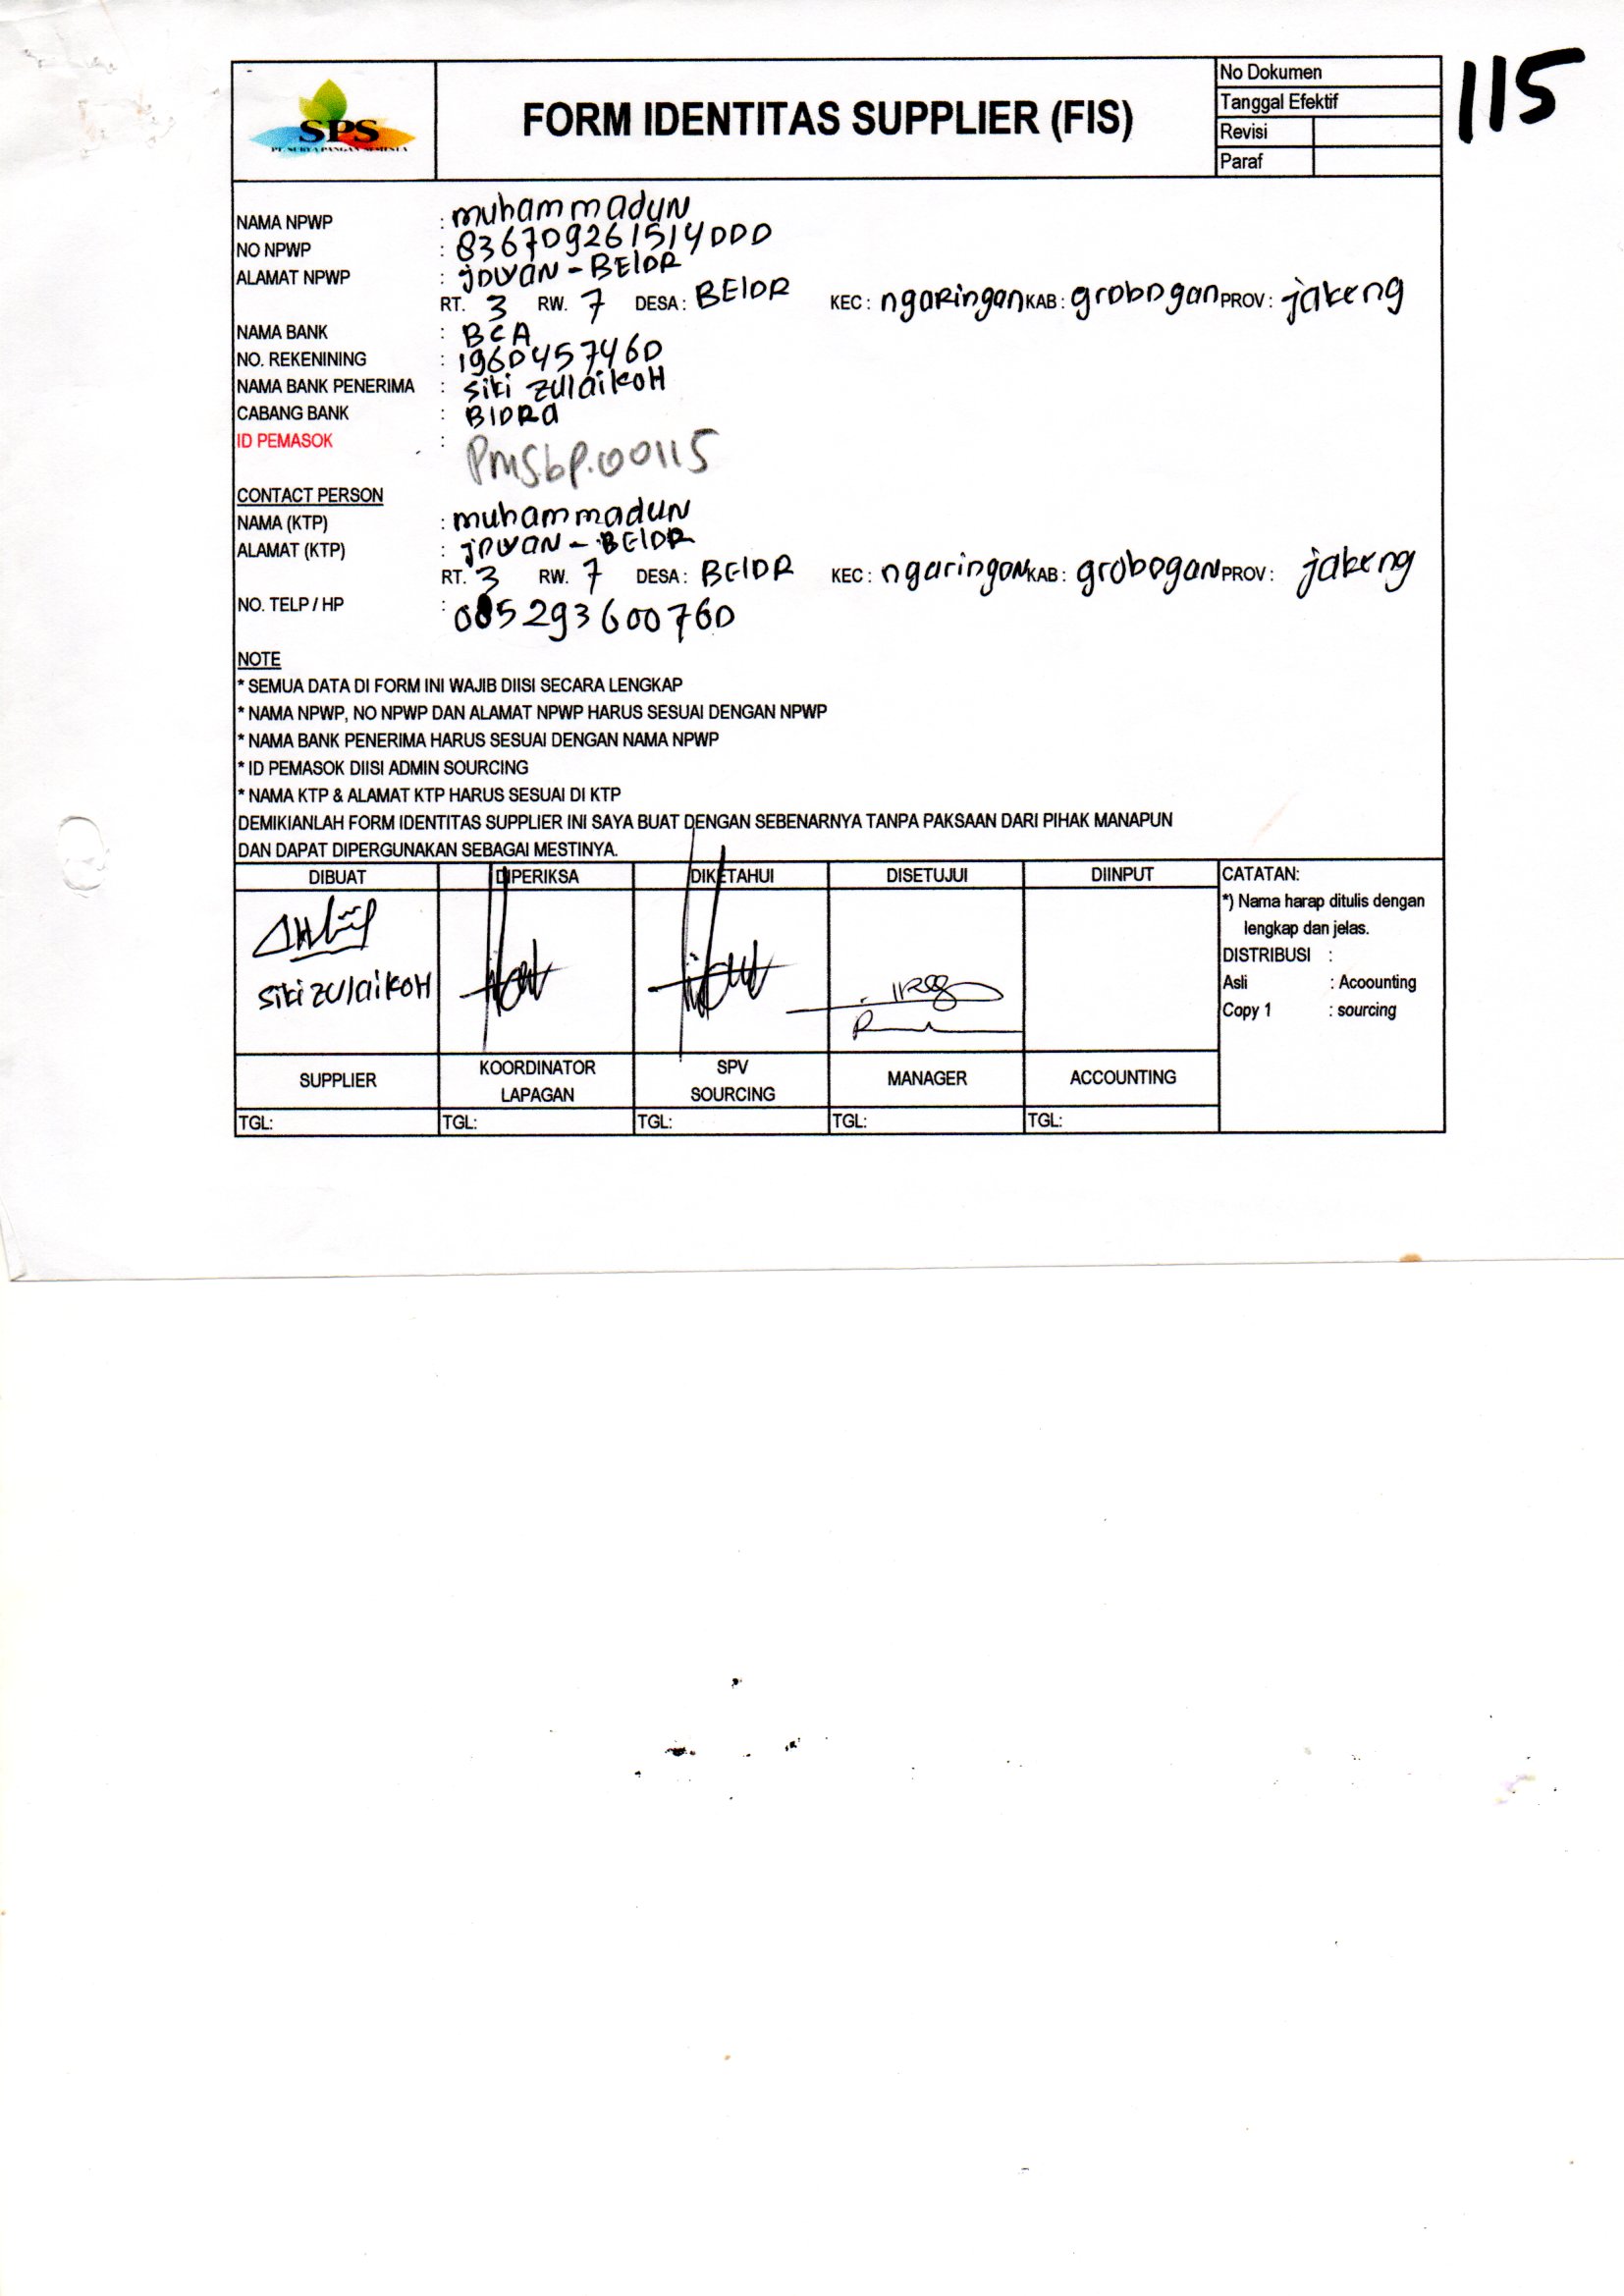 No Dokumen
115
SPS
PT. SURYA PANGAN SEMESTA
FORM IDENTITAS SUPPLIER (FIS)
Tanggal Efektif
Revisi
Paraf
NAMA NPWP : muhammadun
NO NPWP : 836709261514000
ALAMAT NPWP : jowan - BElOR
RT. 3 RW. 7 DESA : BElOR KEC : ngaringan KAB : grobogan PROV : jateng
NAMA BANK : BCA
NO. REKENINING : 1960457460
NAMA BANK PENERIMA : siti zulaikoH
CABANG BANK : BlORa
ID PEMASOK : PMSbP.00115
CONTACT PERSON
NAMA (KTP) : muhammadun
ALAMAT (KTP) : jowan - BElOR
RT. 3 RW. 7 DESA : BElOR KEC : ngaringan KAB : grobogan PROV : jateng
NO. TELP / HP : 085293600760
NOTE
* SEMUA DATA DI FORM INI WAJIB DIISI SECARA LENGKAP
* NAMA NPWP, NO NPWP DAN ALAMAT NPWP HARUS SESUAI DENGAN NPWP
* NAMA BANK PENERIMA HARUS SESUAI DENGAN NAMA NPWP
* ID PEMASOK DIISI ADMIN SOURCING
* NAMA KTP & ALAMAT KTP HARUS SESUAI DI KTP
DEMIKIANLAH FORM IDENTITAS SUPPLIER INI SAYA BUAT DENGAN SEBENARNYA TANPA PAKSAAN DARI PIHAK MANAPUN
DAN DAPAT DIPERGUNAKAN SEBAGAI MESTINYA.
DIBUAT DIPERIKSA DIKETAHUI DISETUJUI DIINPUT CATATAN:
*) Nama harap ditulis dengan
lengkap dan jelas.
DISTRIBUSI :
Asli : Acoounting
Copy 1 : sourcing
siti zulaikoH
SUPPLIER KOORDINATOR LAPAGAN SPV SOURCING MANAGER ACCOUNTING
TGL: TGL: TGL: TGL: TGL: